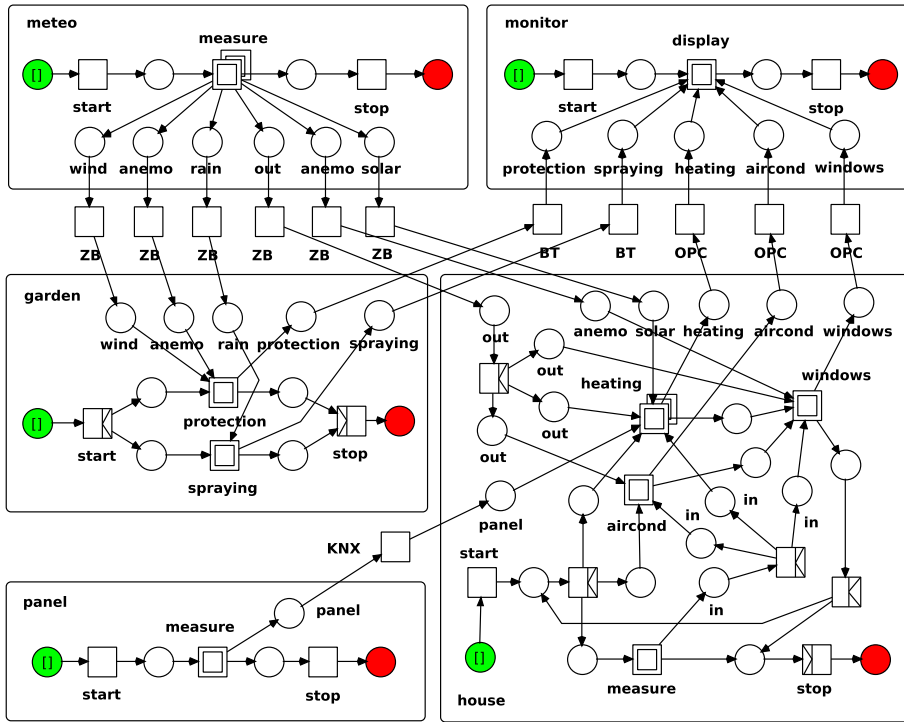 meteo
monitor
measure
display
[]
[]
start
stop
start
stop
wind anemo rain out anemo solar
protection spraying heating aircond windows
ZB ZB ZB ZB ZB ZB
BT BT OPC OPC OPC
garden
wind anemo rain protection spraying
out
anemo solar heating aircond windows
out
heating
windows
[]
protection
start
stop
out
out
spraying
panel
aircond
in
in
in
KNX
start
panel
measure
panel
in
[]
[]
start
stop
measure
stop
house